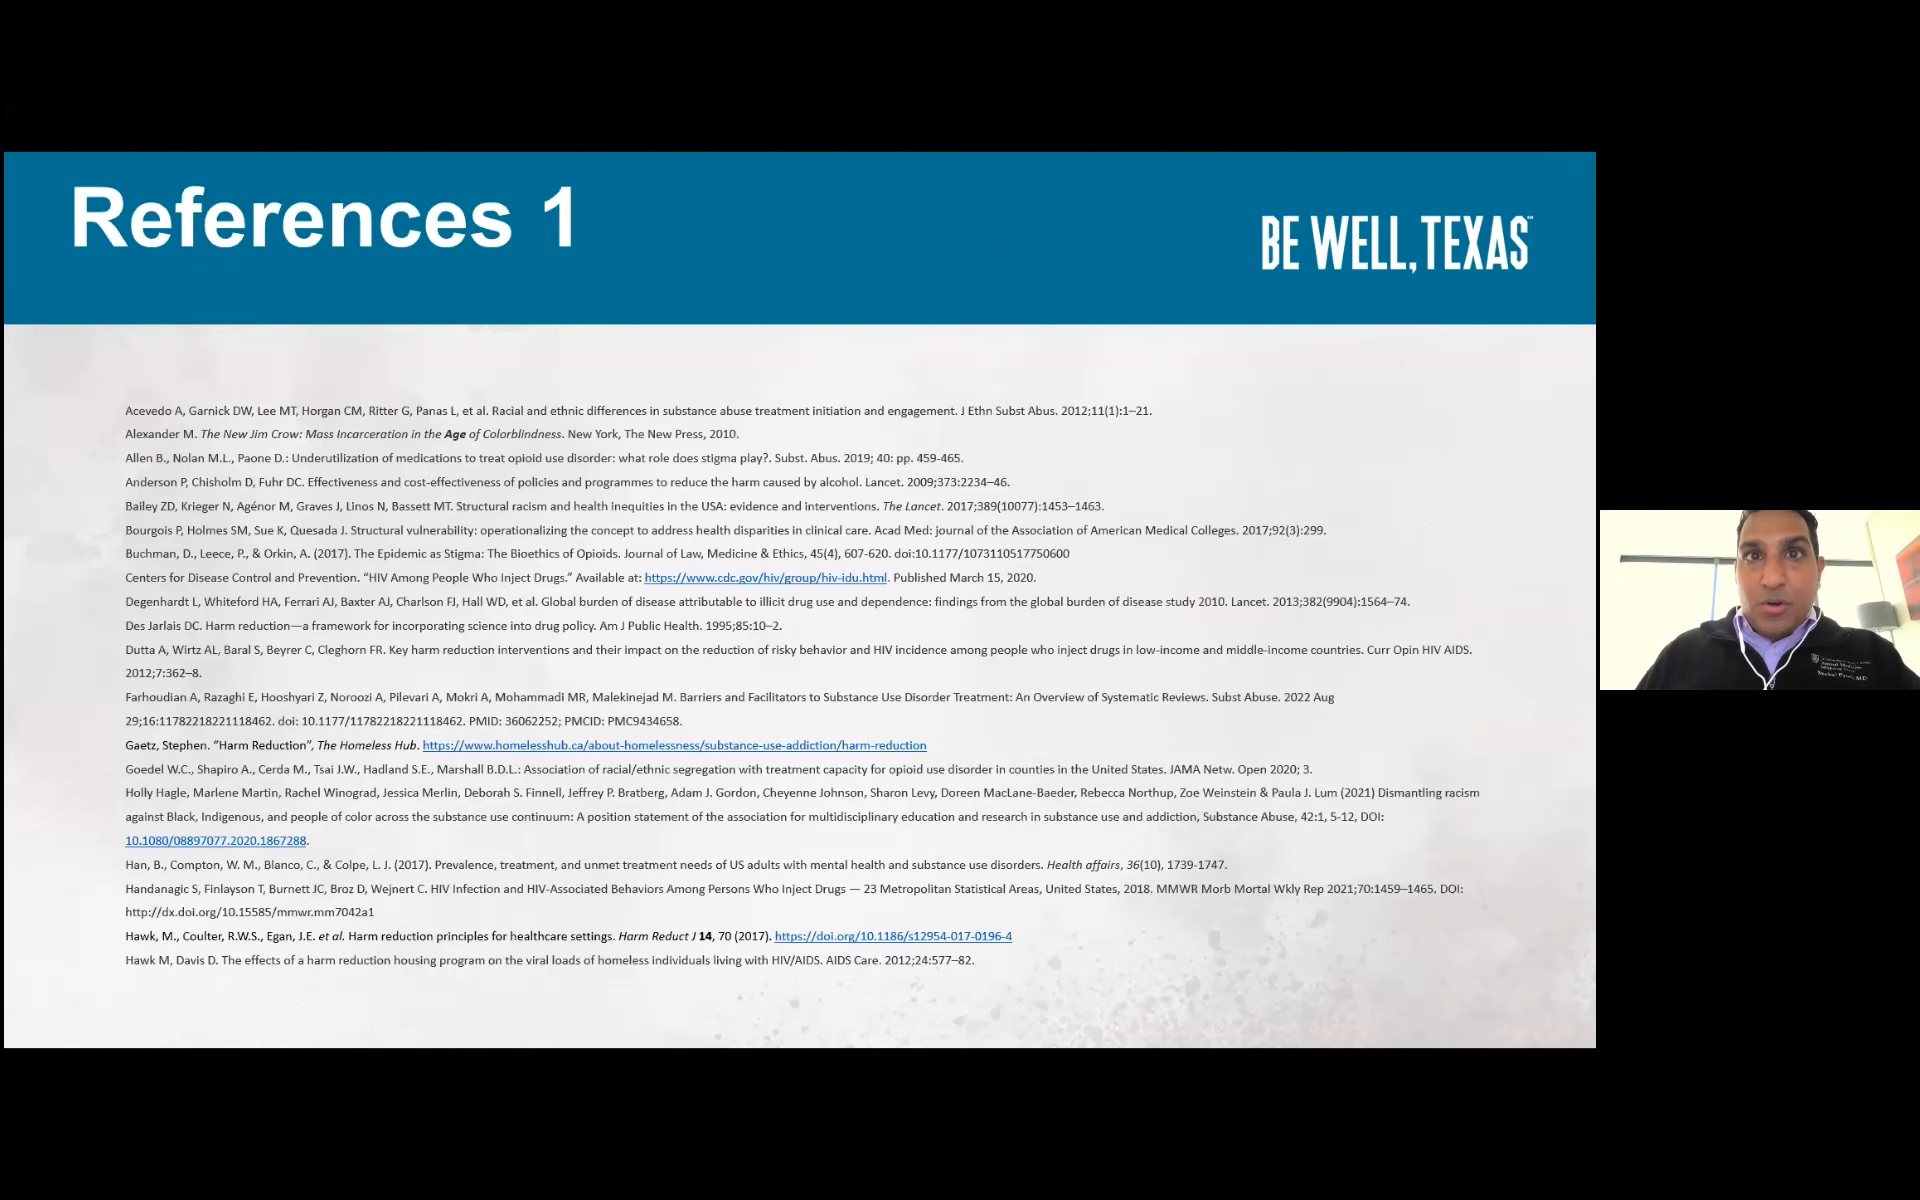 References 1
BE WELL, TEXAS℠
Acevedo A, Garnick DW, Lee MT, Horgan CM, Ritter G, Panas L, et al. Racial and ethnic differences in substance abuse treatment initiation and engagement. J Ethn Subst Abus. 2012;11(1):1–21.
Alexander M. The New Jim Crow: Mass Incarceration in the Age of Colorblindness. New York, The New Press, 2010.
Allen B., Nolan M.L., Paone D.: Underutilization of medications to treat opioid use disorder: what role does stigma play?. Subst. Abus. 2019; 40: pp. 459-465.
Anderson P, Chisholm D, Fuhr DC. Effectiveness and cost-effectiveness of policies and programmes to reduce the harm caused by alcohol. Lancet. 2009;373:2234–46.
Bailey ZD, Krieger N, Agénor M, Graves J, Linos N, Bassett MT. Structural racism and health inequities in the USA: evidence and interventions. The Lancet. 2017;389(10077):1453–1463.
Bourgois P, Holmes SM, Sue K, Quesada J. Structural vulnerability: operationalizing the concept to address health disparities in clinical care. Acad Med: journal of the Association of American Medical Colleges. 2017;92(3):299.
Buchman, D., Leece, P., & Orkin, A. (2017). The Epidemic as Stigma: The Bioethics of Opioids. Journal of Law, Medicine & Ethics, 45(4), 607-620. doi:10.1177/1073110517750600
Centers for Disease Control and Prevention. “HIV Among People Who Inject Drugs.” Available at: https://www.cdc.gov/hiv/group/hiv-idu.html. Published March 15, 2020.
Degenhardt L, Whiteford HA, Ferrari AJ, Baxter AJ, Charlson FJ, Hall WD, et al. Global burden of disease attributable to illicit drug use and dependence: findings from the global burden of disease study 2010. Lancet. 2013;382(9904):1564–74.
Des Jarlais DC. Harm reduction—a framework for incorporating science into drug policy. Am J Public Health. 1995;85:10–2.
Dutta A, Wirtz AL, Baral S, Beyrer C, Cleghorn FR. Key harm reduction interventions and their impact on the reduction of risky behavior and HIV incidence among people who inject drugs in low-income and middle-income countries. Curr Opin HIV AIDS.
2012;7:362–8.
Farhoudian A, Razaghi E, Hooshyari Z, Noroozi A, Pilevari A, Mokri A, Mohammadi MR, Malekinejad M. Barriers and Facilitators to Substance Use Disorder Treatment: An Overview of Systematic Reviews. Subst Abuse. 2022 Aug
29;16:11782218221118462. doi: 10.1177/11782218221118462. PMID: 36062252; PMCID: PMC9434658.
Gaetz, Stephen. “Harm Reduction”, The Homeless Hub. https://www.homelesshub.ca/about-homelessness/substance-use-addiction/harm-reduction
Goedel W.C., Shapiro A., Cerda M., Tsai J.W., Hadland S.E., Marshall B.D.L.: Association of racial/ethnic segregation with treatment capacity for opioid use disorder in counties in the United States. JAMA Netw. Open 2020; 3.
Holly Hagle, Marlene Martin, Rachel Winograd, Jessica Merlin, Deborah S. Finnell, Jeffrey P. Bratberg, Adam J. Gordon, Cheyenne Johnson, Sharon Levy, Doreen MacLane-Baeder, Rebecca Northup, Zoe Weinstein & Paula J. Lum (2021) Dismantling racism
against Black, Indigenous, and people of color across the substance use continuum: A position statement of the association for multidisciplinary education and research in substance use and addiction, Substance Abuse, 42:1, 5-12, DOI:
10.1080/08897077.2020.1867288.
Han, B., Compton, W. M., Blanco, C., & Colpe, L. J. (2017). Prevalence, treatment, and unmet treatment needs of US adults with mental health and substance use disorders. Health affairs, 36(10), 1739-1747.
Handanagic S, Finlayson T, Burnett JC, Broz D, Wejnert C. HIV Infection and HIV-Associated Behaviors Among Persons Who Inject Drugs — 23 Metropolitan Statistical Areas, United States, 2018. MMWR Morb Mortal Wkly Rep 2021;70:1459–1465. DOI:
http://dx.doi.org/10.15585/mmwr.mm7042a1
Hawk, M., Coulter, R.W.S., Egan, J.E. et al. Harm reduction principles for healthcare settings. Harm Reduct J 14, 70 (2017). https://doi.org/10.1186/s12954-017-0196-4
Hawk M, Davis D. The effects of a harm reduction housing program on the viral loads of homeless individuals living with HIV/AIDS. AIDS Care. 2012;24:577–82.